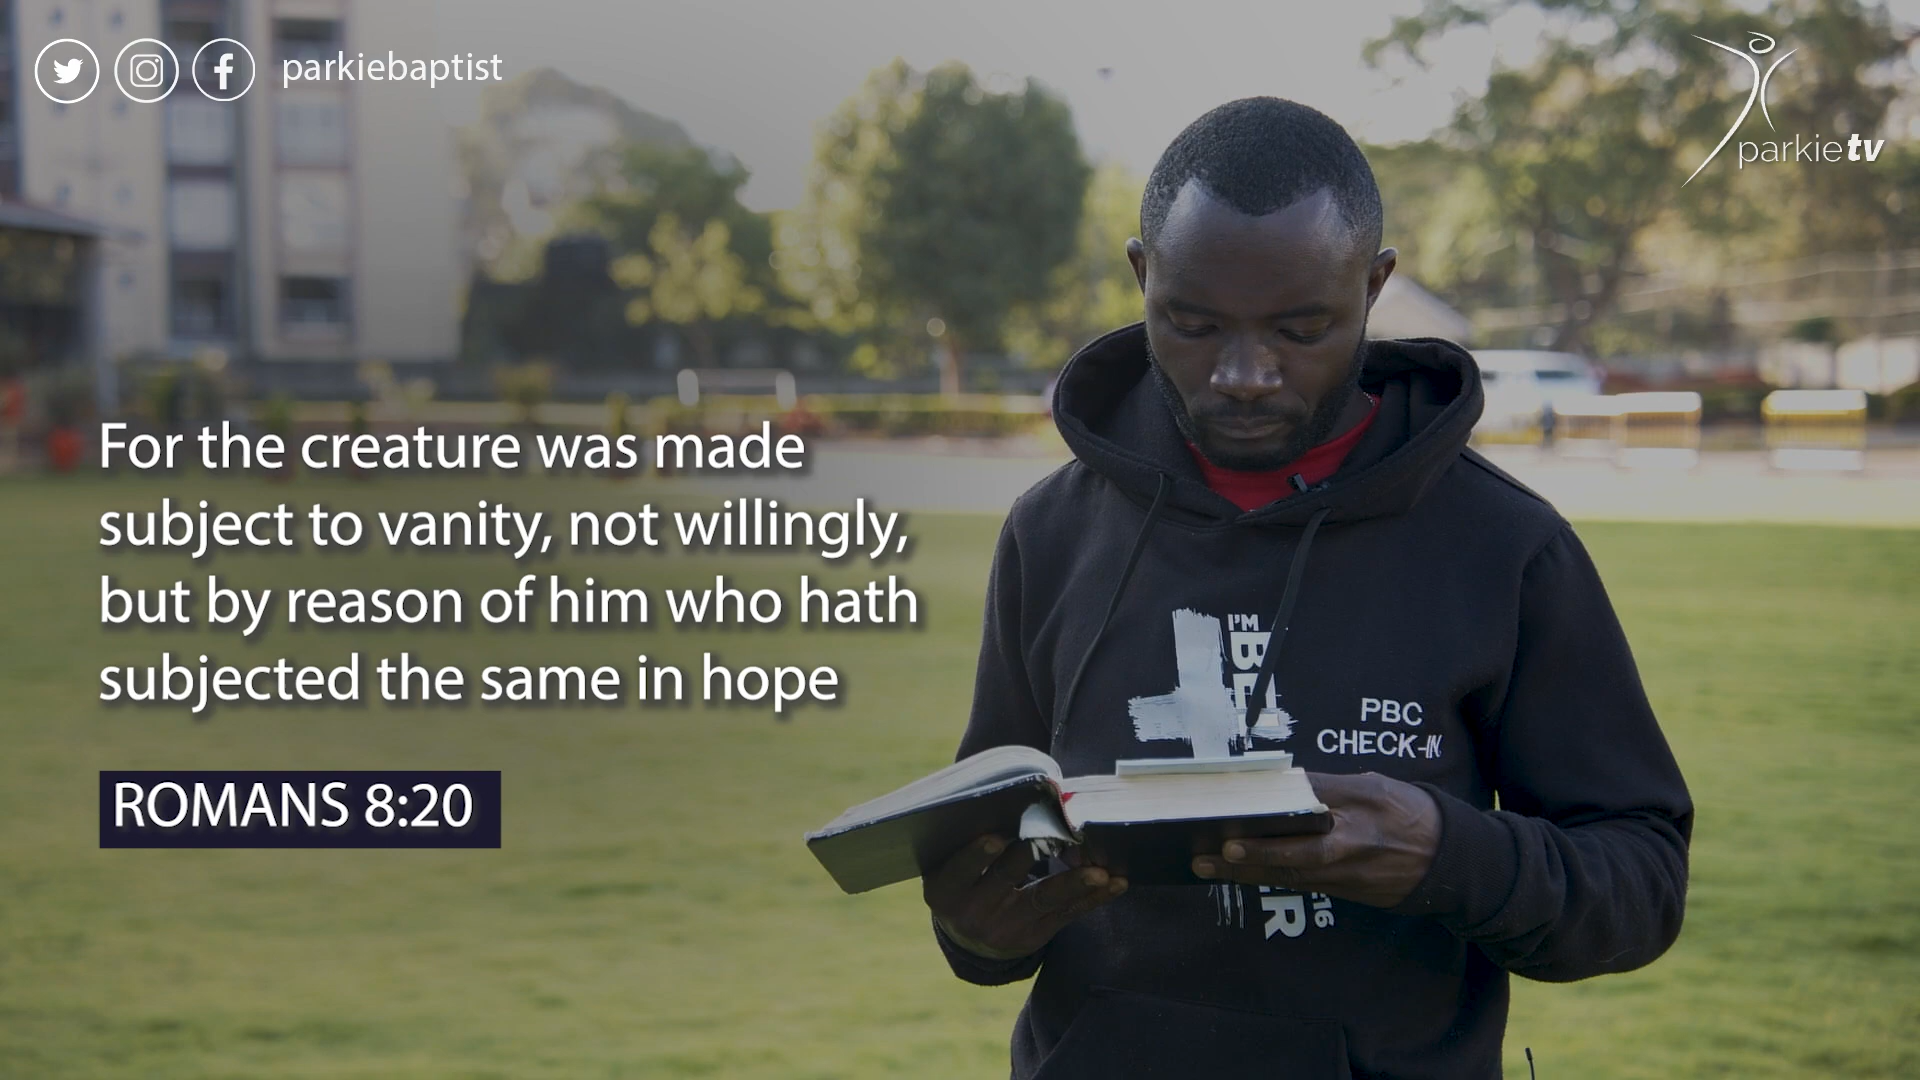 parkiebaptist
parkietv
For the creature was made
subject to vanity, not willingly,
but by reason of him who hath
subjected the same in hope
ROMANS 8:20
I'M
PBC
CHECK-IN